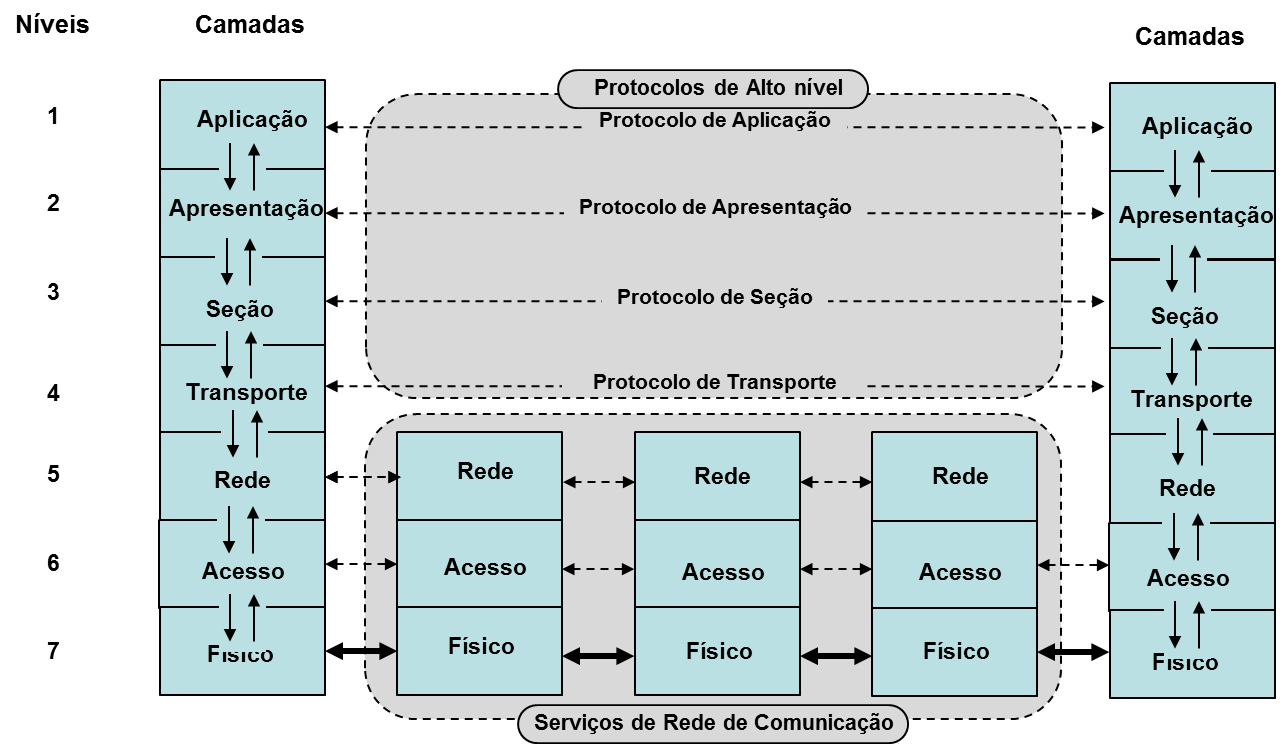 Níveis
Camadas
Camadas
Protocolos de Alto nível
1
Aplicação
Protocolo de Aplicação
Aplicação
2
Apresentação
Protocolo de Apresentação
Apresentação
3
Seção
Protocolo de Seção
Seção
4
Transporte
Protocolo de Transporte
Transporte
5
Rede
Rede
Rede
Rede
Rede
6
Acesso
Acesso
Acesso
Acesso
Acesso
7
Físico
Físico
Físico
Físico
Físico
Serviços de Rede de Comunicação